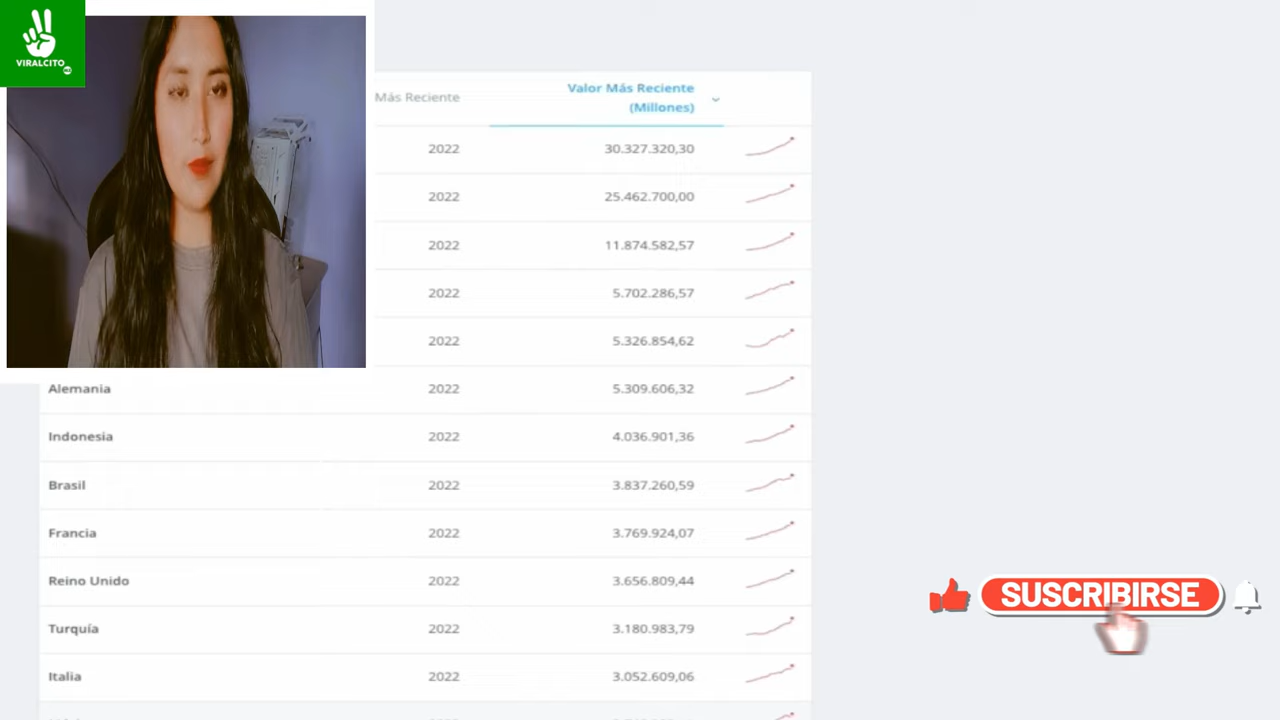 VIRALCITO
Más Reciente
Valor Más Reciente
(Millones)
2022 30.327.320,30
2022 25.462.700,00
2022 11.874.582,57
2022 5.702.286,57
2022 5.326.854,62
Alemania 2022 5.309.606,32
Indonesia 2022 4.036.901,36
Brasil 2022 3.837.260,59
Francia 2022 3.769.924,07
Reino Unido 2022 3.656.809,44
Turquía 2022 3.180.983,79
Italia 2022 3.052.609,06
SUSCRIBIRSE